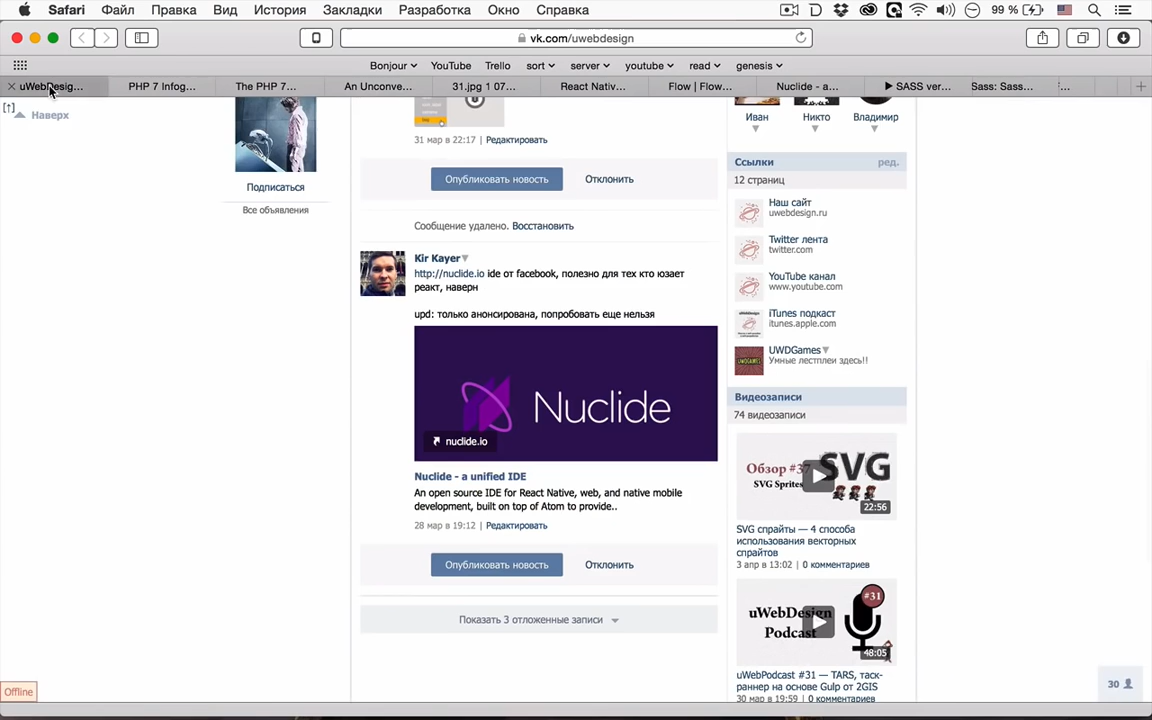 Safari Файл Правка Вид История Закладки Разработка Окно Справка 99 %
vk.com/uwebdesign
Bonjour YouTube Trello sort server youtube read genesis
uWebDesig... PHP 7 Infog... The PHP 7... An Unconve... 31.jpg 1 07... React Nativ... Flow | Flow... Nuclide - a... SASS ver... Sass: Sass...
Наверх
Подписаться
Все объявления
31 мар в 22:17 | Редактировать
Опубликовать новость Отклонить
Сообщение удалено. Восстановить
Kir Kayer
http://nuclide.io ide от facebook, полезно для тех кто юзает
реакт, наверн
upd: только анонсирована, попробовать еще нельзя
Nuclide
nuclide.io
Nuclide - a unified IDE
An open source IDE for React Native, web, and native mobile
development, built on top of Atom to provide..
28 мар в 19:12 | Редактировать
Опубликовать новость Отклонить
Показать 3 отложенные записи
Иван Никто Владимир
Ссылки ред.
12 страниц
Наш сайт
uwebdesign.ru
Twitter лента
twitter.com
YouTube канал
www.youtube.com
iTunes подкаст
itunes.apple.com
UWDGames
Умные лестплеи здесь!!
Видеозаписи
74 видеозаписи
Обзор #37 SVG
SVG Sprites
22:56
SVG спрайты — 4 способа
использования векторных
спрайтов
3 апр в 13:02 | 0 комментариев
#31
uWebDesign
Podcast
48:05
uWebPodcast #31 — TARS, таск-
раннер на основе Gulp от 2GIS
30 мар в 19:59 | 0 комментариев
Offline
30